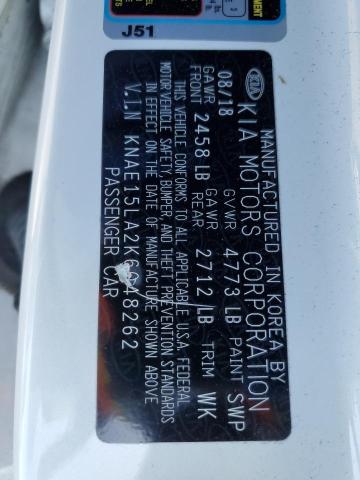 J51
MANUFACTURED IN KOREA BY
KIA KIA MOTORS CORPORATION
08/18 GVWR 4773 LB PAINT SWP
GAWR FRONT 2458 LB GAWR REAR 2712 LB TRIM WK
THIS VEHICLE CONFORMS TO ALL APPLICABLE U.S.A. FEDERAL
MOTOR VEHICLE SAFETY, BUMPER, AND THEFT PREVENTION STANDARDS
IN EFFECT ON THE DATE OF MANUFACTURE SHOWN ABOVE
V.I.N
PASSENGER CAR